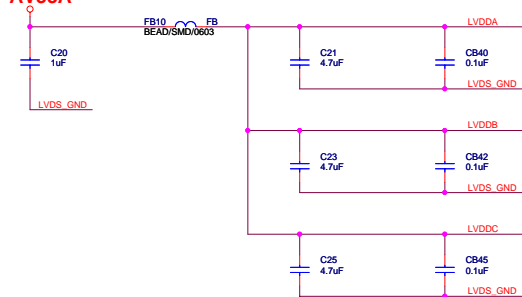 FB10 FB LVDDA
BEAD/SMD/0603
C20
1uF
C21
4.7uF
CB40
0.1uF
LVDS_GND
LVDS_GND
LVDDB
C23
4.7uF
CB42
0.1uF
LVDS_GND
LVDDC
C25
4.7uF
CB45
0.1uF
LVDS_GND